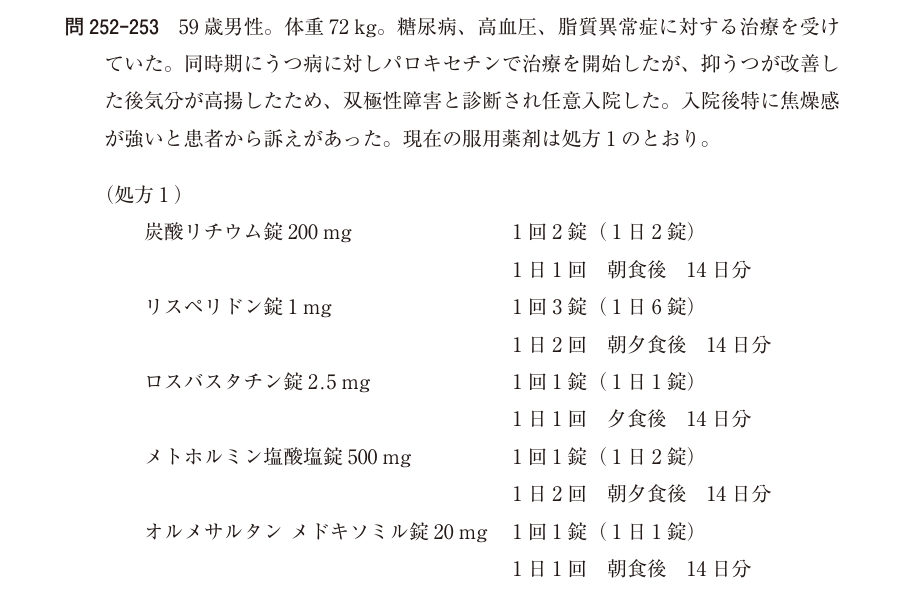 問 252-253　59 歳男性。体重 72 kg。糖尿病、高血圧、脂質異常症に対する治療を受け
ていた。同時期にうつ病に対しパロキセチンで治療を開始したが、抑うつが改善し
た後気分が高揚したため、双極性障害と診断され任意入院した。入院後特に焦燥感
が強いと患者から訴えがあった。現在の服用薬剤は処方１のとおり。
（処方１）
炭酸リチウム錠 200 mg　1 回 2 錠（１日２錠）
1 日 1 回　朝食後　14 日分
リスペリドン錠 1 mg　1 回 3 錠（１日６錠）
1 日 2 回　朝夕食後　14 日分
ロスバスタチン錠 2.5 mg　1 回 1 錠（１日１錠）
1 日 1 回　夕食後　14 日分
メトホルミン塩酸塩錠 500 mg　1 回 1 錠（１日２錠）
1 日 2 回　朝夕食後　14 日分
オルメサルタン メドキソミル錠 20 mg　1 回 1 錠（１日１錠）
1 日 1 回　朝食後　14 日分